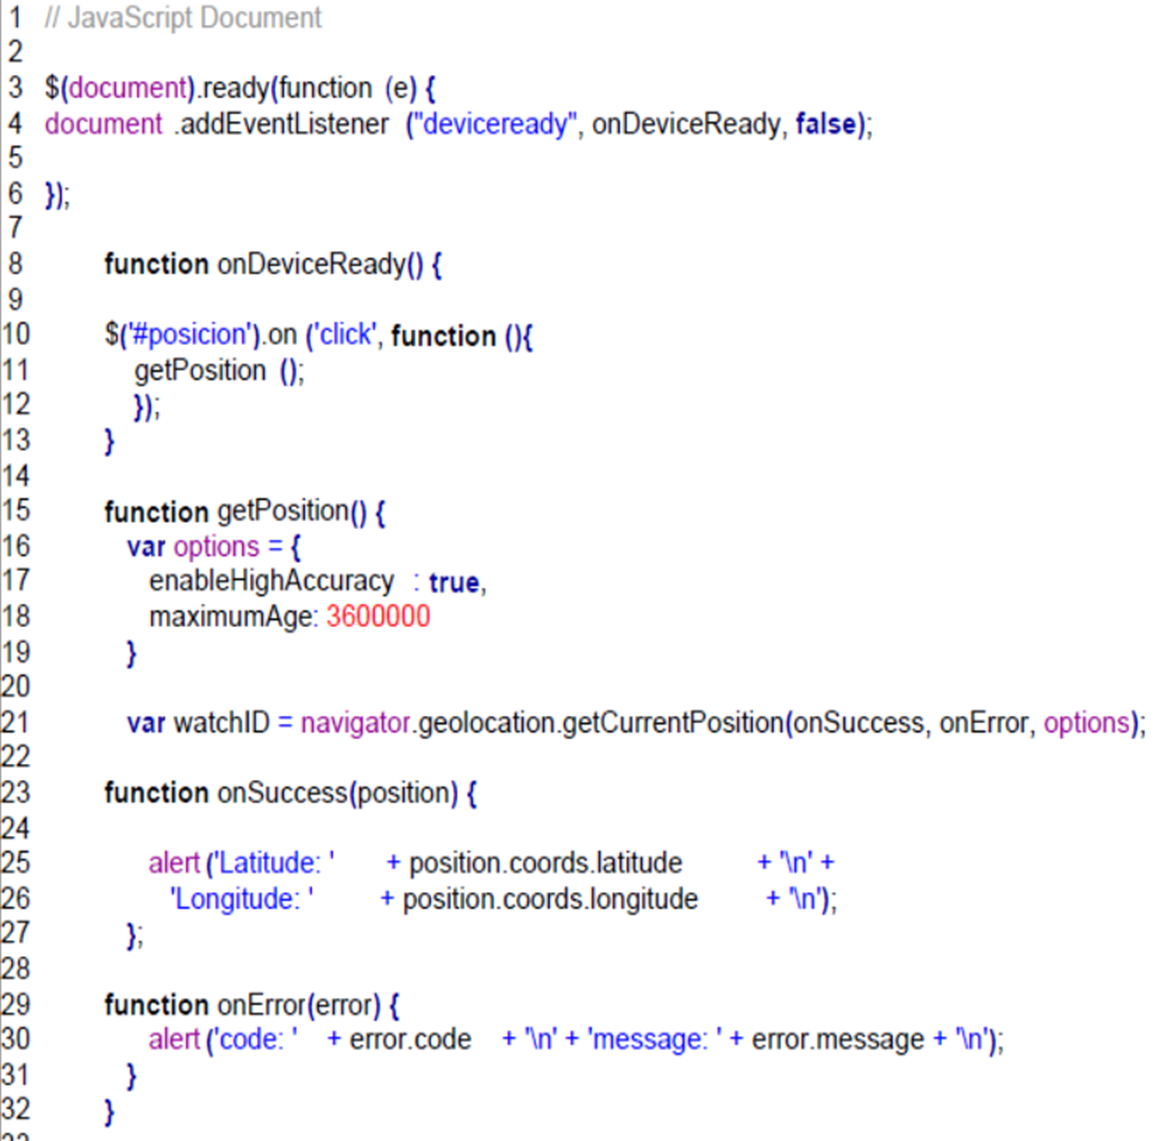 1 // JavaScript Document
2
3 $(document).ready(function (e) {
4 document .addEventListener ("deviceready", onDeviceReady, false);
5
6 });
7
8 function onDeviceReady() {
9
10 $('#posicion').on ('click', function (){
11 getPosition ();
12 });
13 }
14
15 function getPosition() {
16 var options = {
17 enableHighAccuracy : true,
18 maximumAge: 3600000
19 }
20
21 var watchID = navigator.geolocation.getCurrentPosition(onSuccess, onError, options);
22
23 function onSuccess(position) {
24
25 alert ('Latitude: ' + position.coords.latitude + '\n' +
26 'Longitude: ' + position.coords.longitude + '\n');
27 };
28
29 function onError(error) {
30 alert ('code: ' + error.code + '\n' + 'message: ' + error.message + '\n');
31 }
32 }